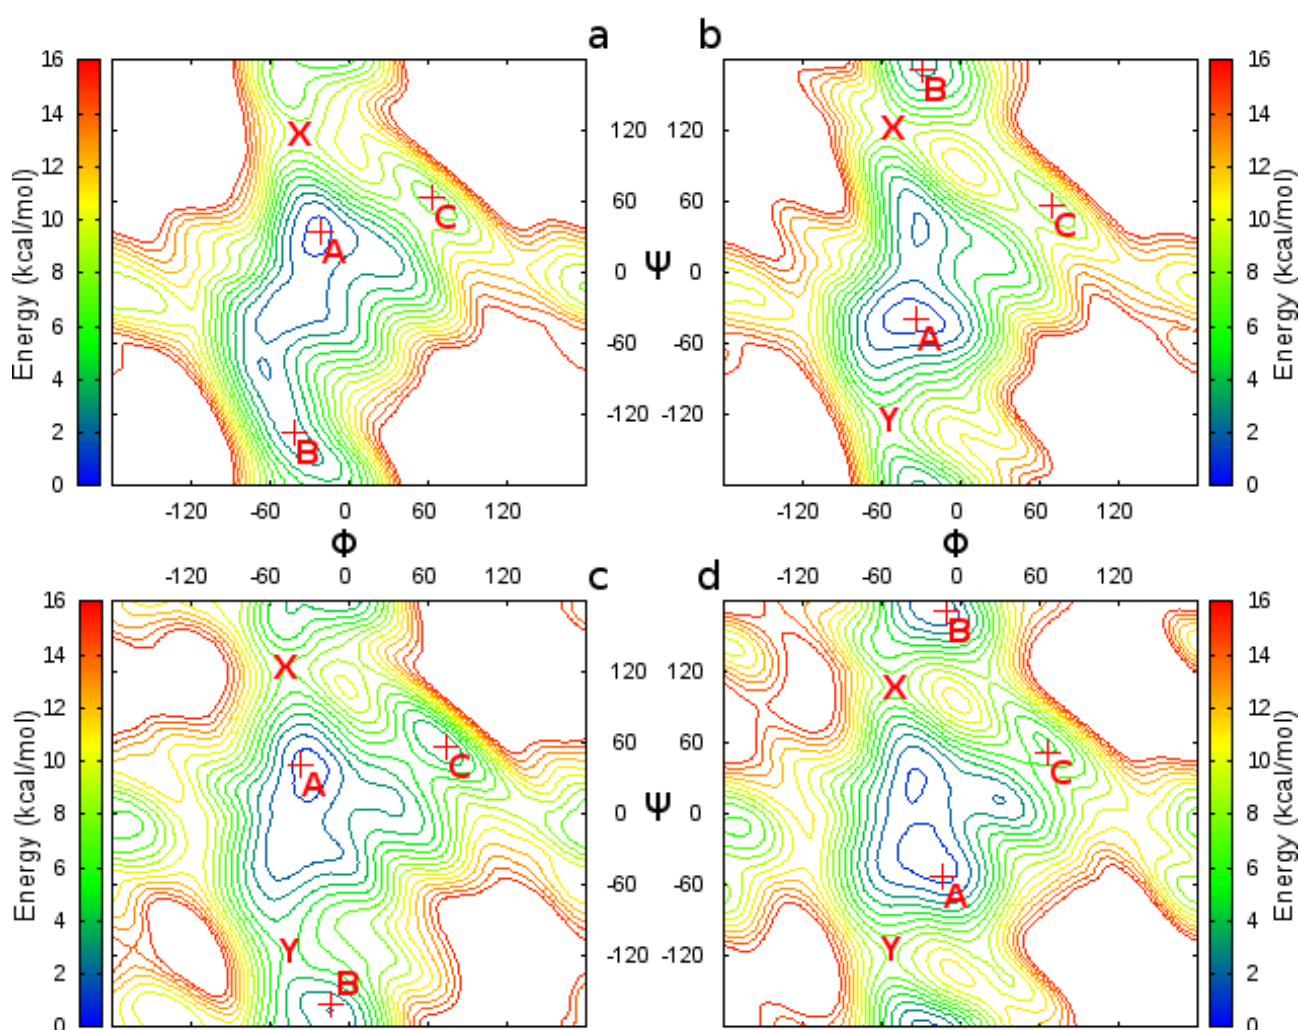 a b
16 16
14 14
12 12
10 10
8 8
6 6
4 4
2 2
0 0
Energy (kcal/mol)
X
A
B
C
120 120
60 60
0 Ψ 0
-60 -60
-120 -120
B
X
C
A
Y
Energy (kcal/mol)
-120 -60 0 60 120
Φ
-120 -60 0 60 120
Φ
-120 -60 0 60 120
-120 -60 0 60 120
c d
16 16
14 14
12 12
10 10
8 8
6 6
4 4
2 2
0 0
Energy (kcal/mol)
X
C
A
Y
B
120 120
60 60
0 Ψ 0
-60 -60
-120 -120
B
X
C
A
Y
Energy (kcal/mol)